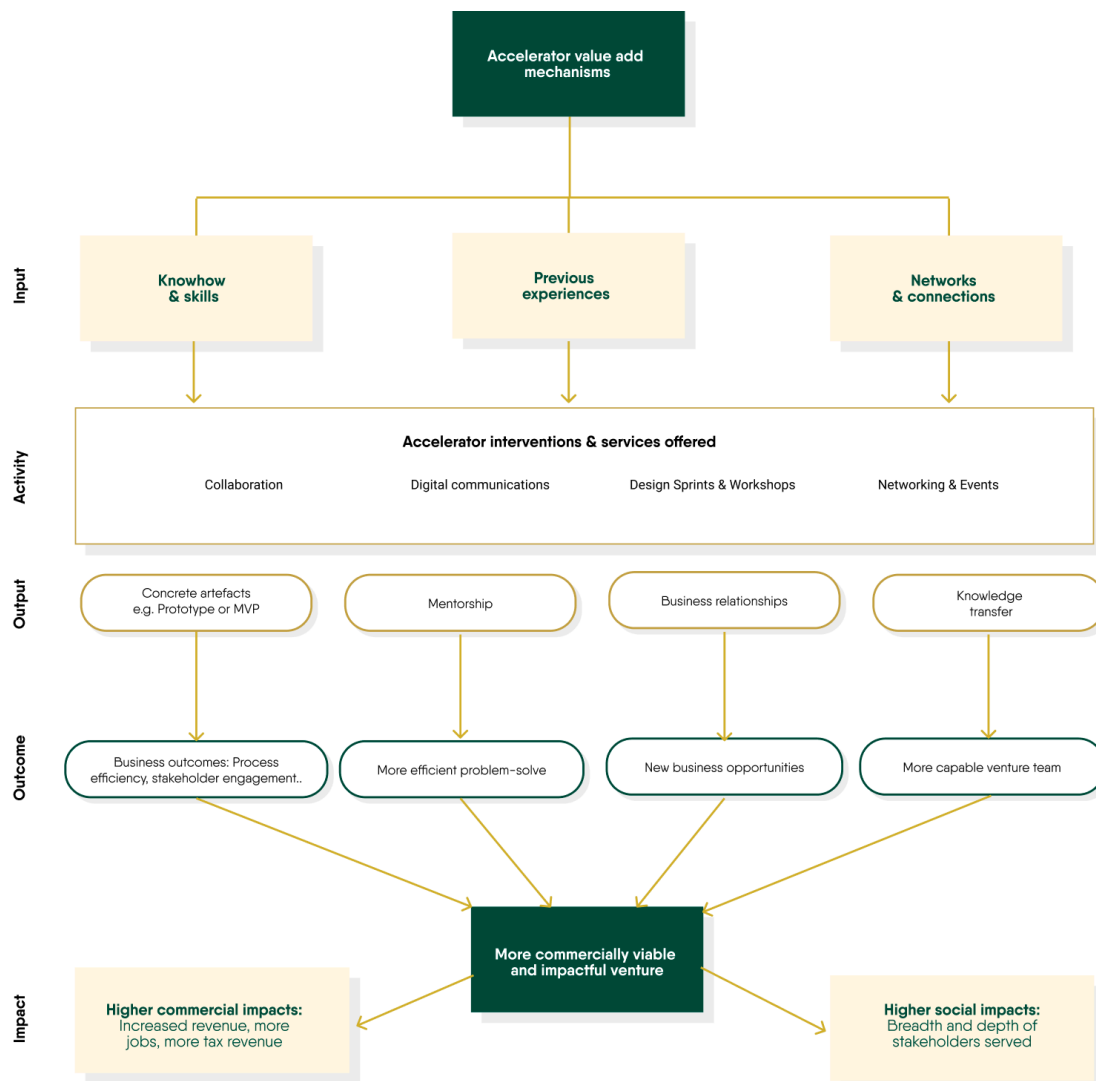 Accelerator value add
mechanisms
Input
Knowhow
& skills
Previous
experiences
Networks
& connections
Activity
Accelerator interventions & services offered
Collaboration
Digital communications
Design Sprints & Workshops
Networking & Events
Output
Concrete artefacts
e.g. Prototype or MVP
Mentorship
Business relationships
Knowledge
transfer
Outcome
Business outcomes: Process
efficiency, stakeholder engagement..
More efficient problem-solve
New business opportunities
More capable venture team
More commercially viable
and impactful venture
Impact
Higher commercial impacts:
Increased revenue, more
jobs, more tax revenue
Higher social impacts:
Breadth and depth of
stakeholders served